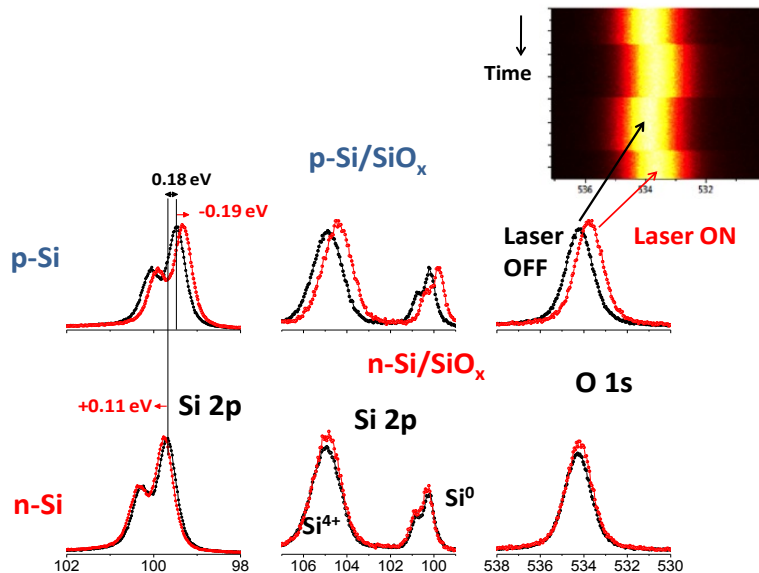 Time
536
534
532
p-Si/SiOx
0.18 eV
-0.19 eV
p-Si
Laser
OFF
Laser ON
n-Si/SiOx
+0.11 eV
Si 2p
Si 2p
O 1s
n-Si
Si4+
Si0
102
100
98
106
104
102
100
538
536
534
532
530